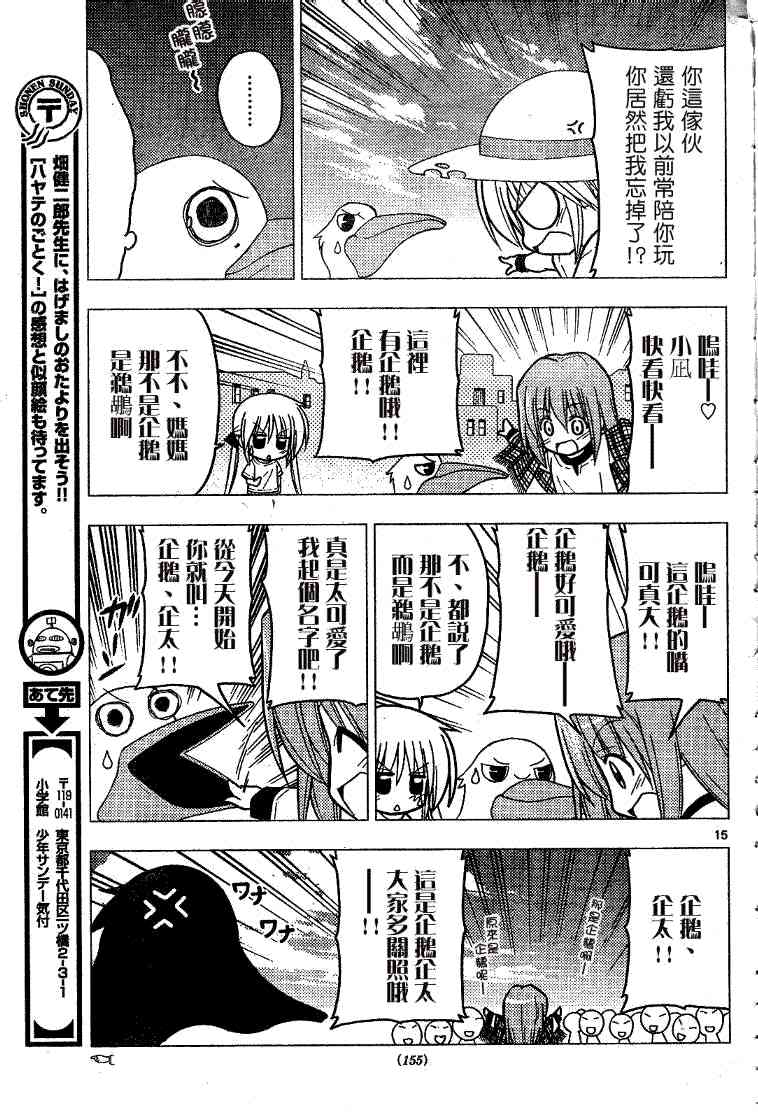 你這傢伙
還虧我以前常陪你玩
你居然把我忘掉了!?
………
朦朦
朧朧
嗚哇—♡
小凪
快看快看—
這裡
有企鵝哦!!
企鵝!!
不、媽媽
那不是企鵝
是鵜鶘啊
嗚哇—
這企鵝的嘴
可真大!!
企鵝好可愛哦—
企鵝—
不、都說了
那不是企鵝
而是鵜鶘啊
真是太可愛了
我起個名字吧!!
從今天開始
你就叫…
企鵝、企太!!
ガガ
15
企鵝、
企太!!
這是企鵝企太
大家多關照哦
—!!
原來是
企鵝呢—
ワナ
ワナ
(155)
SHONEN SUNDAY
〒
畑健二郎先生に、はげましのおたよりを出そう!!
[ハヤテのごとく!]の感想と似顔絵も待ってます。
あて先
〒119-0141
東京都千代田区一ツ橋2-3-1
小学館 少年サンデー気付